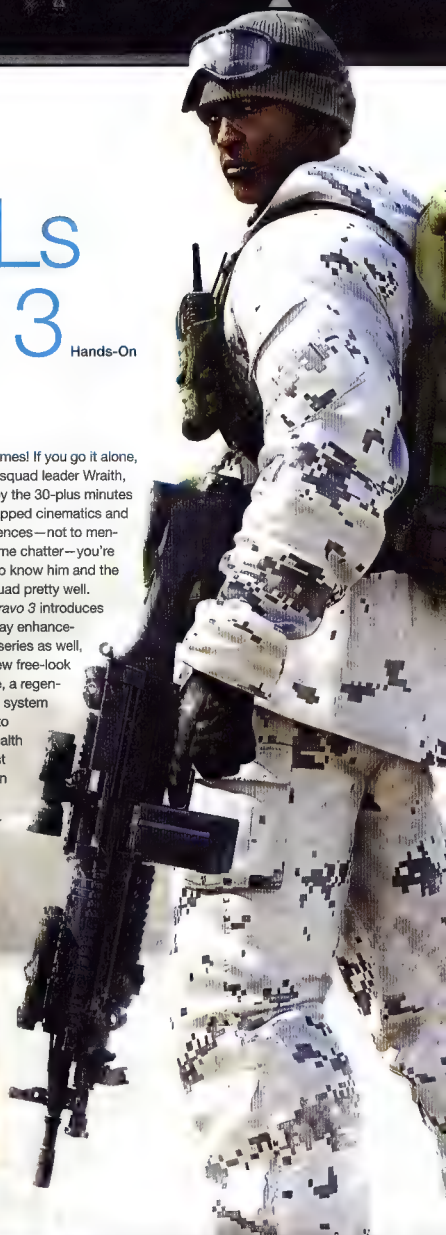 Ls
3
Hands-On
mes! If you go it alone,
squad leader Wraith,
y the 30-plus minutes
pped cinematics and
ences—not to men-
me chatter—you're
o know him and the
uad pretty well.
ravo 3 introduces
ay enhance-
series as well,
ew free-look
e, a regen-
system
to
alth
st
n